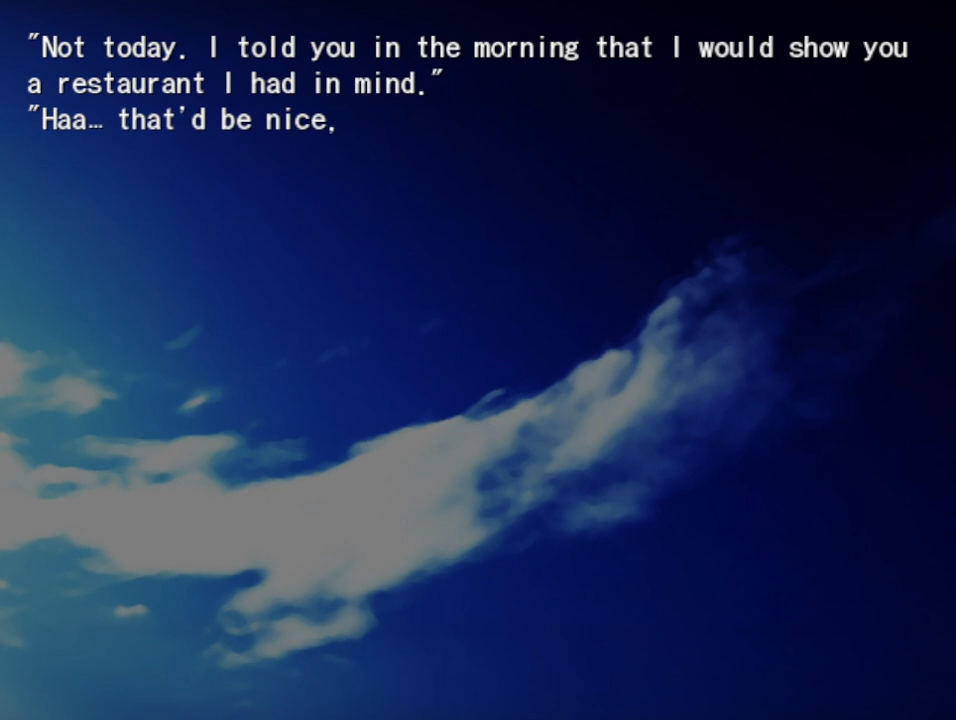 "Not today. I told you in the morning that I would show you
a restaurant I had in mind."
"Haa… that'd be nice,